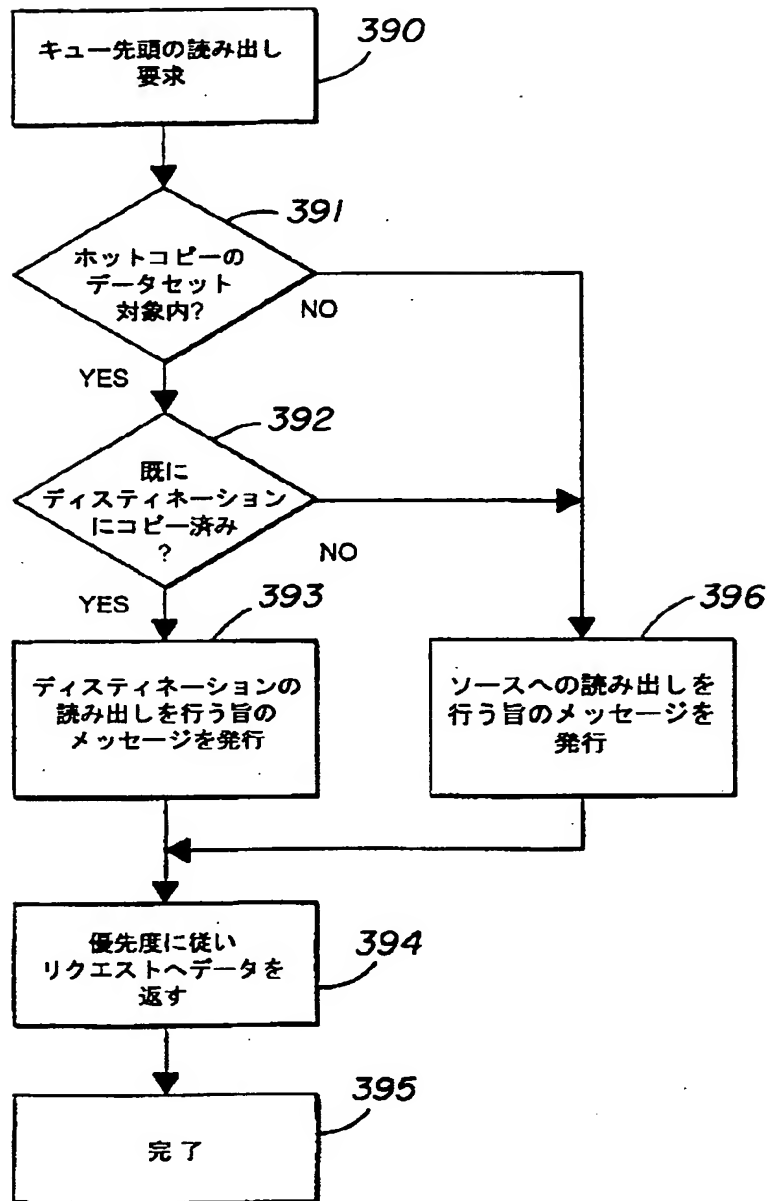 キュー先頭の読み出し
要求
390
391
ホットコピーの
データセット
対象内?
NO
YES
392
既に
ディスティネーション
にコピー済み
?
NO
YES
393
ディスティネーションの
読み出しを行う旨の
メッセージを発行
396
ソースへの読み出しを
行う旨のメッセージを
発行
優先度に従い
リクエストへデータを
返す
394
395
完了